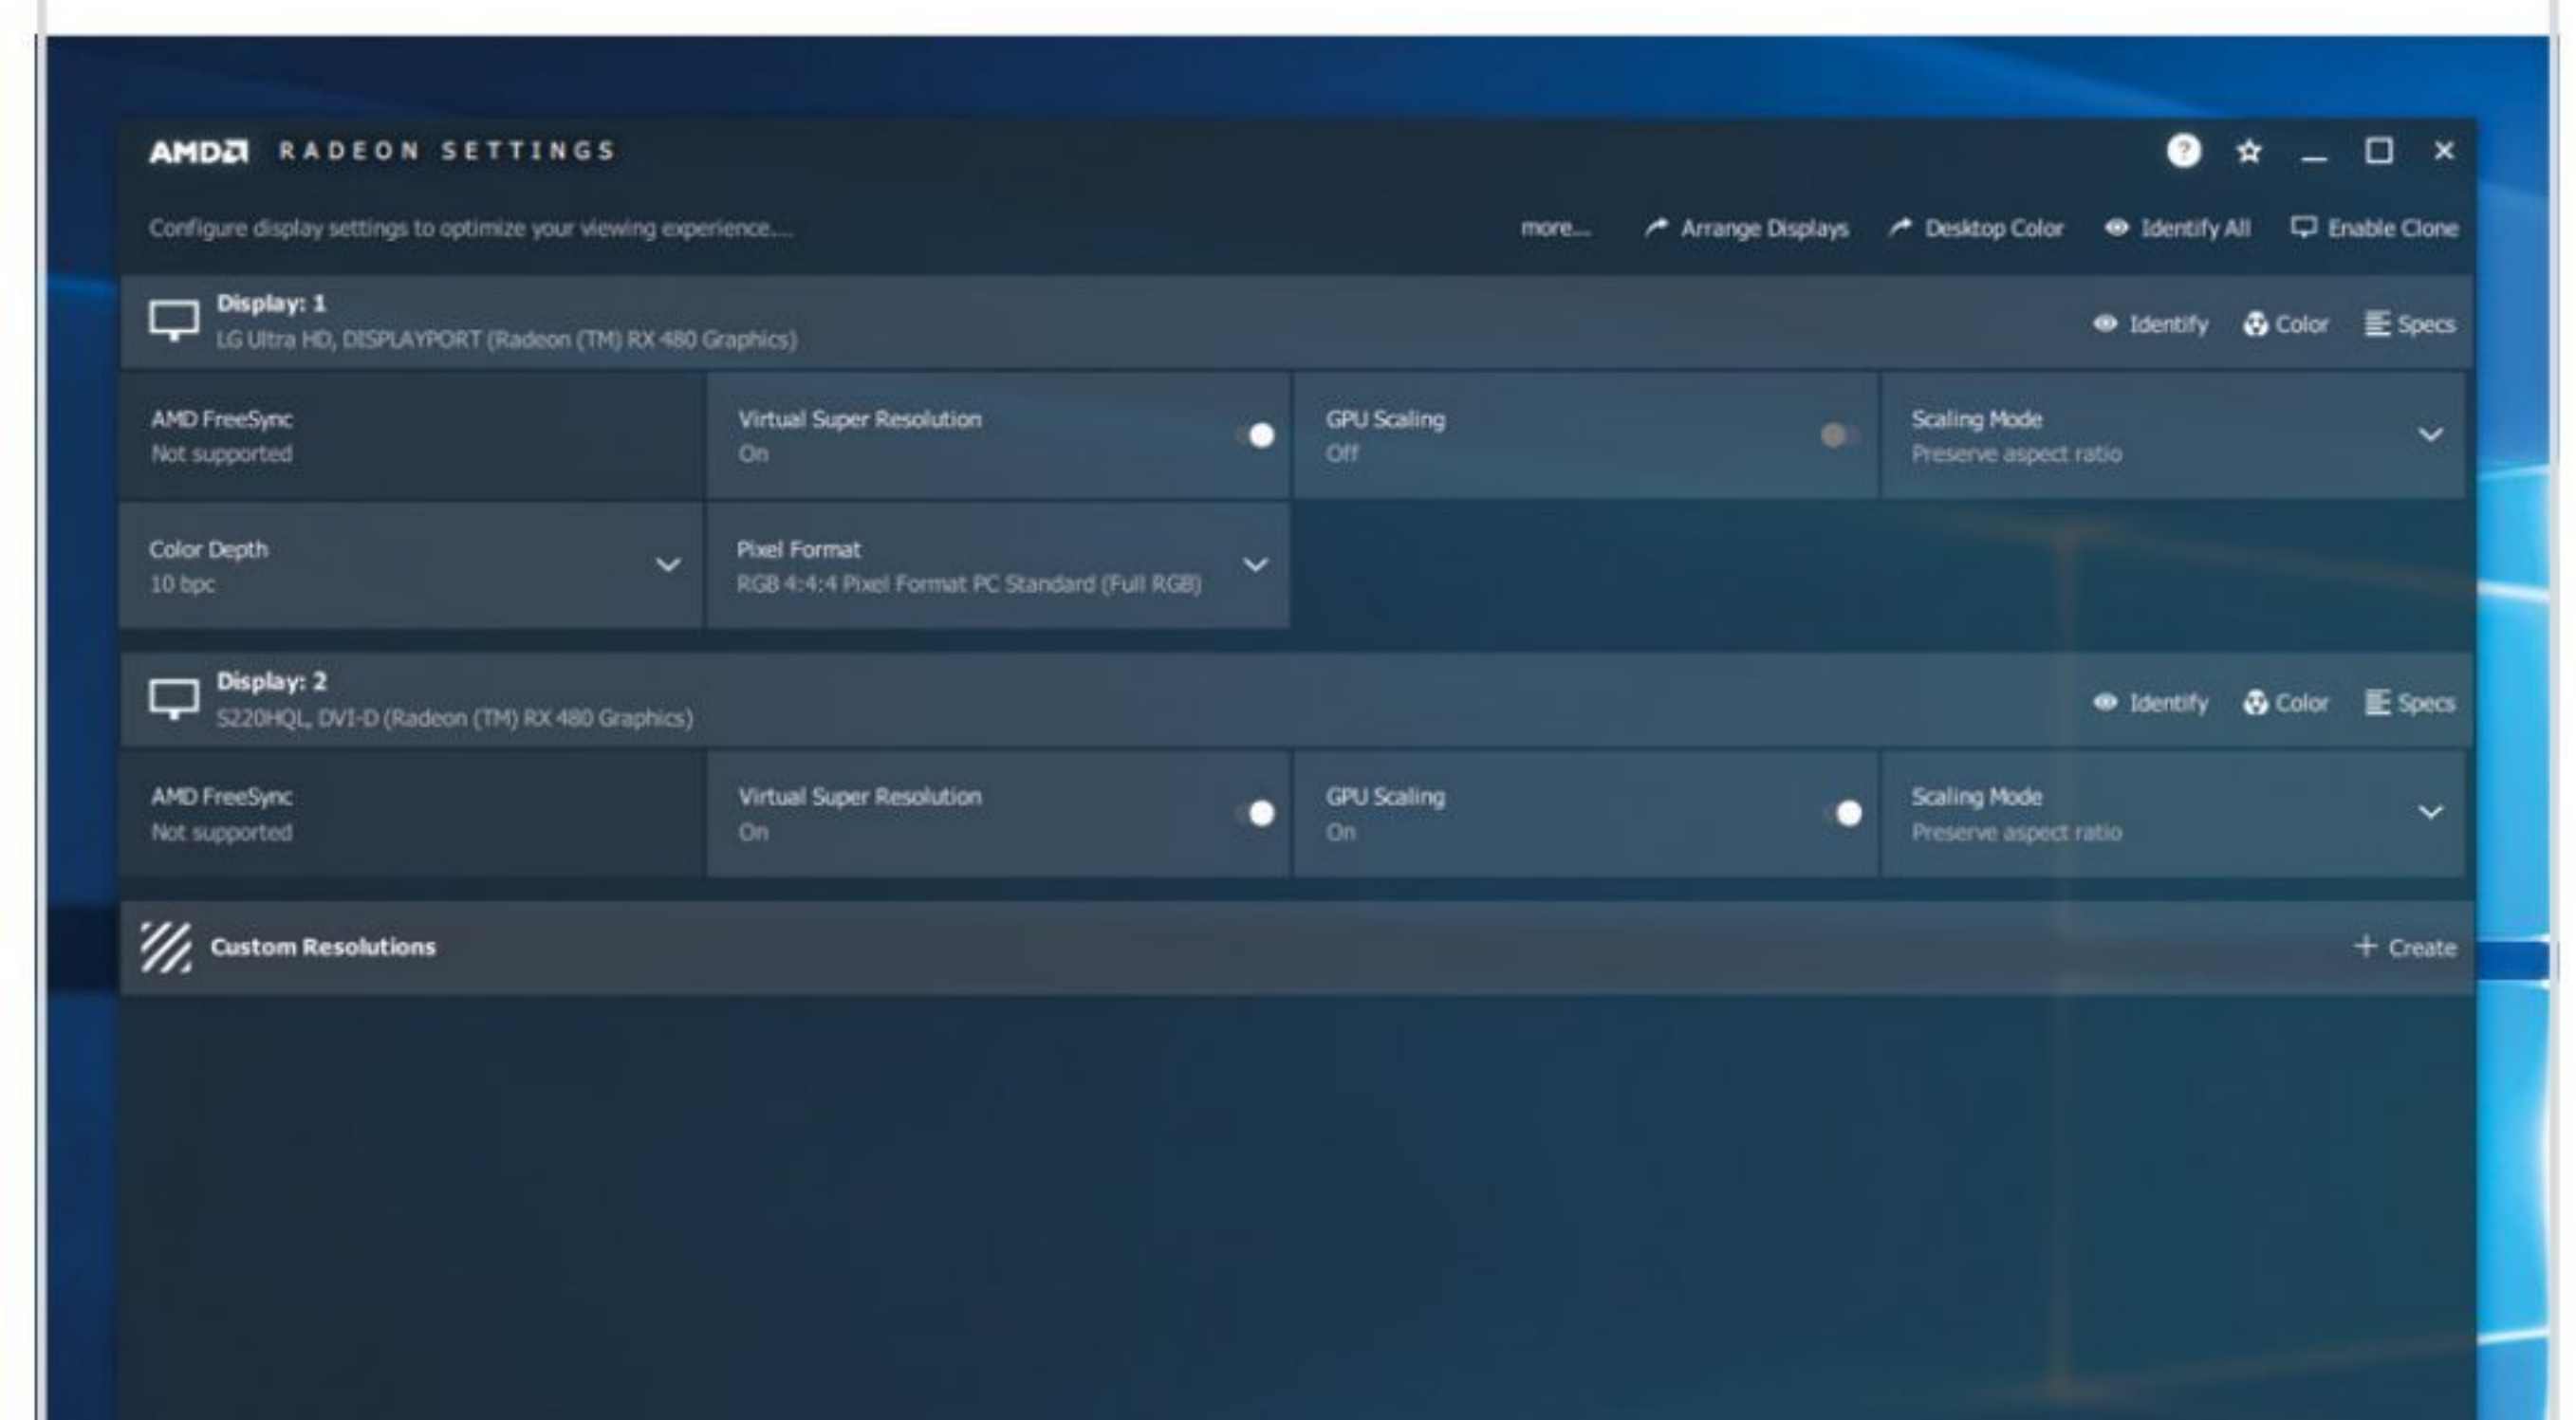 AMD RADEON SETTINGS
Configure display settings to optimize your viewing experience.... more... Arrange Displays Desktop Color Identify All Enable Clone
Display: 1
LG Ultra HD, DISPLAYPORT (Radeon (TM) RX 480 Graphics)
Identify Color Specs
AMD FreeSync
Not supported
Virtual Super Resolution
On
GPU Scaling
Off
Scaling Mode
Preserve aspect ratio
Color Depth
10 bpc
Pixel Format
RGB 4:4:4 Pixel Format PC Standard (Full RGB)
Display: 2
S220HQL, DVI-D (Radeon (TM) RX 480 Graphics)
Identify Color Specs
AMD FreeSync
Not supported
Virtual Super Resolution
On
GPU Scaling
On
Scaling Mode
Preserve aspect ratio
Custom Resolutions
+ Create